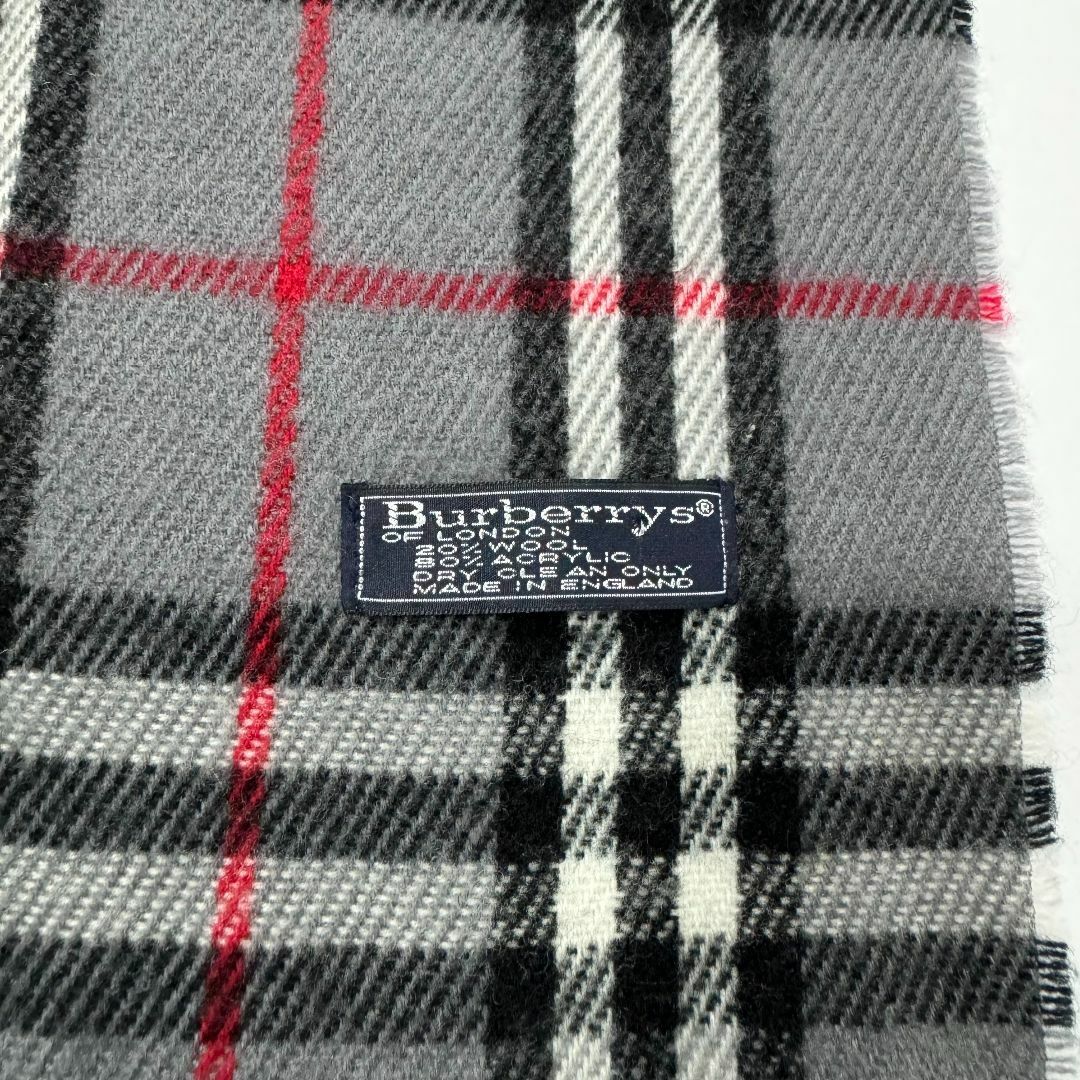 Burberrys®
OF LONDON
20% WOOL
80% ACRYLIC
DRY CLEAN ONLY
MADE IN ENGLAND